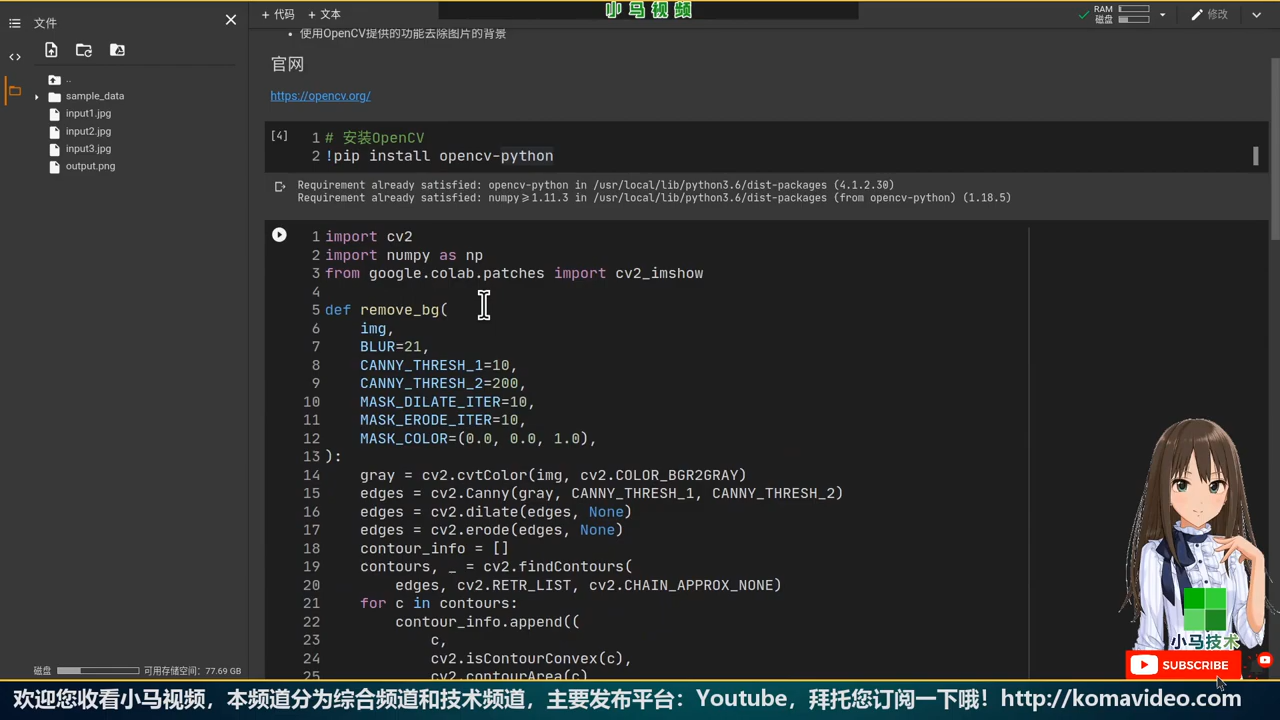 小马视频
文件
+ 代码 + 文本
RAM
磁盘
修改
使用OpenCV提供的功能去除图片的背景
官网
https://opencv.org/
..
sample_data
input1.jpg
input2.jpg
input3.jpg
output.png
[4]
1 # 安装OpenCV
2 !pip install opencv-python
Requirement already satisfied: opencv-python in /usr/local/lib/python3.6/dist-packages (4.1.2.30)
Requirement already satisfied: numpy>=1.11.3 in /usr/local/lib/python3.6/dist-packages (from opencv-python) (1.18.5)
1 import cv2
2 import numpy as np
3 from google.colab.patches import cv2_imshow
4
5 def remove_bg(
6 img,
7 BLUR=21,
8 CANNY_THRESH_1=10,
9 CANNY_THRESH_2=200,
10 MASK_DILATE_ITER=10,
11 MASK_ERODE_ITER=10,
12 MASK_COLOR=(0.0, 0.0, 1.0),
13 ):
14 gray = cv2.cvtColor(img, cv2.COLOR_BGR2GRAY)
15 edges = cv2.Canny(gray, CANNY_THRESH_1, CANNY_THRESH_2)
16 edges = cv2.dilate(edges, None)
17 edges = cv2.erode(edges, None)
18 contour_info = []
19 contours, _ = cv2.findContours(
20 edges, cv2.RETR_LIST, cv2.CHAIN_APPROX_NONE)
21 for c in contours:
22 contour_info.append((
23 c,
24 cv2.isContourConvex(c),
25 cv2.contourArea(c)
磁盘 可用存储空间: 77.69 GB
小马技术
SUBSCRIBE
欢迎您收看小马视频，本频道分为综合频道和技术频道，主要发布平台：Youtube，拜托您订阅一下哦！http://komavideo.com